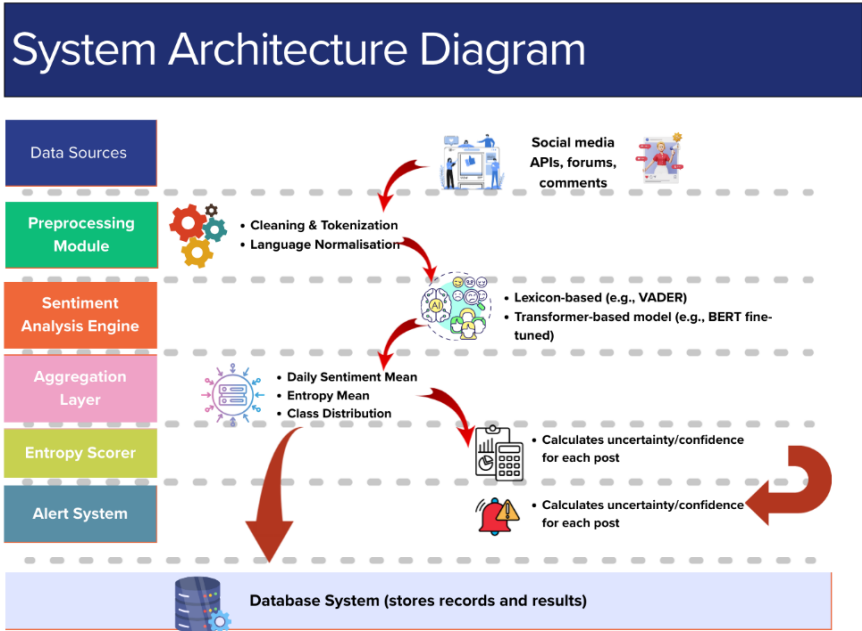 System Architecture Diagram
Data Sources
Social media
APIs, forums,
comments
Preprocessing
Module
• Cleaning & Tokenization
• Language Normalisation
Sentiment
Analysis Engine
AI
• Lexicon-based (e.g., VADER)
• Transformer-based model (e.g., BERT fine-
tuned)
Aggregation
Layer
• Daily Sentiment Mean
• Entropy Mean
• Class Distribution
Entropy Scorer
• Calculates uncertainty/confidence
for each post
Alert System
• Calculates uncertainty/confidence
for each post
Database System (stores records and results)